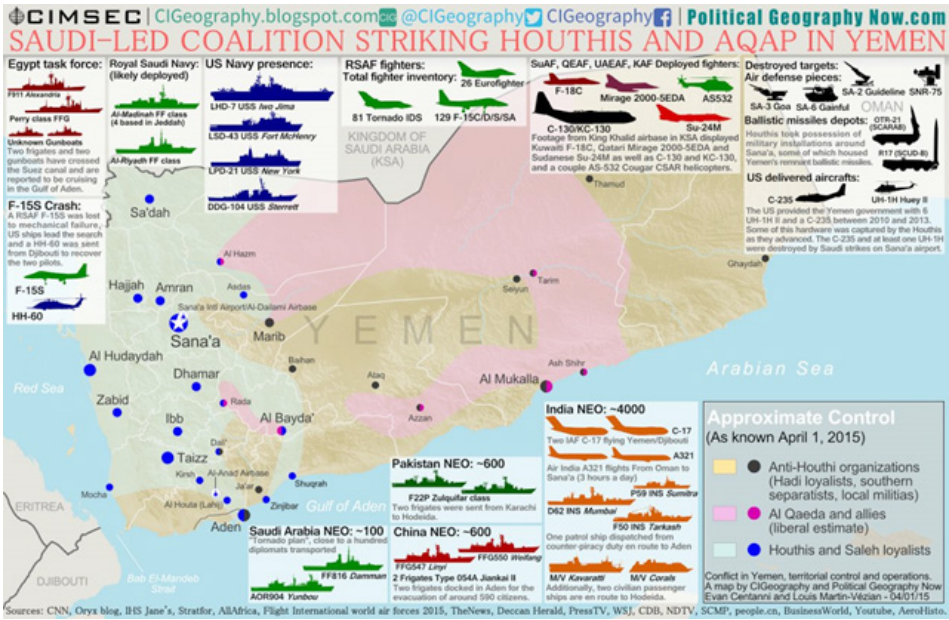 CIMSEC | CIGeography.blogspot.com CIG @CIGeography CIGeography | Political Geography Now.com
SAUDI-LED COALITION STRIKING HOUTHIS AND AQAP IN YEMEN
Egypt task force:
F911 Alexandria
Perry class FFG
Unknown Gunboats
Two frigates and two
gunboats have crossed
the Suez canal and are
reported to be cruising
in the Gulf of Aden.
F-15S Crash:
A RSAF F-15S was lost
to mechanical failure,
US ships lead the search
and a HH-60 was sent
from Djibouti to recover
the two pilots.
F-15S
HH-60
Royal Saudi Navy:
(likely deployed)
Al-Madinah FF class
(4 based in Jeddah)
Al-Riyadh FF class
US Navy presence:
LHD-7 USS Iwo Jima
LSD-43 USS Fort McHenry
LPD-21 USS New York
DDG-104 USS Sterrett
RSAF fighters:
Total fighter inventory:
26 Eurofighter
81 Tornado IDS
129 F-15C/D/S/SA
SuAF, QEAF, UAEAF, KAF Deployed fighters:
F-18C
Mirage 2000-5EDA
AS532
C-130/KC-130
Su-24M
Footage from King Khalid airbase in KSA displayed
Kuwaiti F-18C, Qatari Mirage 2000-5EDA and
Sudanese Su-24M as well as C-130 and KC-130,
and a couple AS-532 Cougar CSAR helicopters.
Destroyed targets:
Air defense pieces:
SA-2 Guideline
SNR-75
SA-3 Goa
SA-6 Gainful
Ballistic missiles depots:
OTR-21
(SCARAB)
Houthis took possession of
military installations around
Sana'a, some of which housed
Yemen's remnant ballistic missiles.
R17 (SCUD-B)
US delivered aircrafts:
C-235
UH-1H Huey II
The US provided the Yemen government with 6
UH-1H II and a C-235 between 2010 and 2013.
Some of this hardware was captured by the Houthis
as they advanced. The C-235 and at least one UH-1H
were destroyed by Saudi strikes on Sana'a airport.
OMAN
KINGDOM OF
SAUDI ARABIA
(KSA)
Thamud
Sa'dah
Al Hazm
Ghaydah
Seiyun
Tarim
Hajjah
Amran
Asdas
Sana'a Intl Airport/Al-Dailami Airbase
Sana'a
Marib
YEMEN
Al Hudaydah
Baihan
Ash Shihr
Arabian Sea
Dhamar
Ataq
Al Mukalla
Red Sea
Zabid
Rada
Azzan
Ibb
Al Bayda'
Dali'
Taizz
Kirsh
Al-Anad Airbase
Shuqrah
Mocha
Ja'ar
Al Houta (Lahij)
Zinjibar
Gulf of Aden
Aden
ERITREA
DJIBOUTI
Bab El-Mandeb
Strait
Saudi Arabia NEO: ~100
"Tornado plan", close to a hundred
diplomats transported
FF816 Damman
AOR904 Yunbou
Pakistan NEO: ~600
F22P Zulquifar class
Two frigates were sent from Karachi
to Hodeida.
China NEO: ~600
FFG550 Weifang
FFG547 Linyi
2 Frigates Type 054A Jiankai II
Two frigates docked in Aden for the
evacuation of around 590 citizens.
India NEO: ~4000
C-17
Two IAF C-17 flying Yemen/Djibouti
A321
Air India A321 flights From Oman to
Sana'a (3 hours a day)
P59 INS Sumitra
D62 INS Mumbai
F50 INS Tarkash
One patrol ship dispatched from
counter-piracy duty en route to Aden
M/V Kavaratti
M/V Corals
Additionally, two civilian passenger
ships are en route to Hodeida.
Approximate Control
(As known April 1, 2015)
Anti-Houthi organizations
(Hadi loyalists, southern
separatists, local militias)
Al Qaeda and allies
(liberal estimate)
Houthis and Saleh loyalists
Conflict in Yemen, territorial control and operations.
A map by CIGeography and Political Geography Now
Evan Centanni and Louis Martin-Vézian - 04/01/15
Sources: CNN, Oryx blog, IHS Jane's, Stratfor, AllAfrica, Flight International world air forces 2015, TheNews, Deccan Herald, PressTV, WSJ, CDB, NDTV, SCMP, people.cn, BusinessWorld, Youtube, AeroHisto.